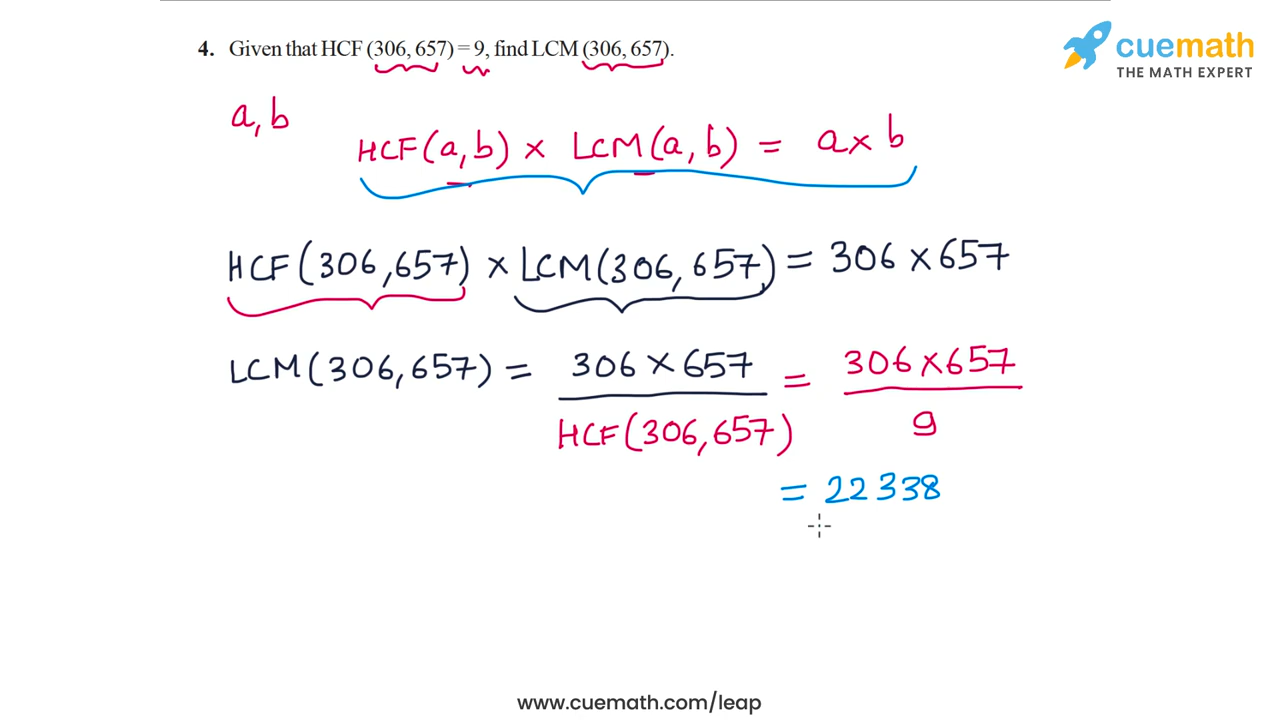 4. Given that HCF (306, 657) = 9, find LCM (306, 657).
cuemath
THE MATH EXPERT
a, b
HCF(a, b) × LCM(a, b) = a × b
HCF(306, 657) × LCM(306, 657) = 306 × 657
LCM(306, 657) = 306 × 657 / HCF(306, 657) = 306 × 657 / 9
= 22338
www.cuemath.com/leap